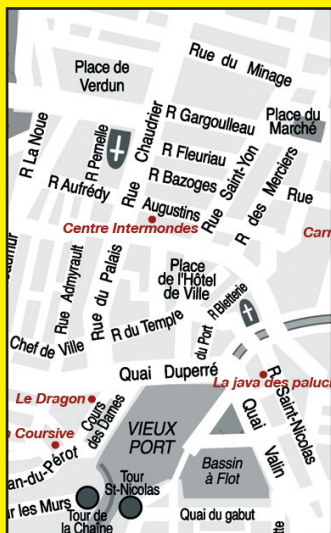 Rue du Minage
Place de
Verdun
R Gargoulleau
Place du
Marché
R La Noue
R Pernelle
Rue Chaudrier
R Fleuriau
R Bazoges
Rue Saint-Yon
R des Merciers
Rue
R Aufrédy
Augustins
Centre Intermondes
Rue Admyrault
Rue du Palais
Place
de l'Hôtel
de Ville
R Bletterie
R du Temple
du Port
Chef de Ville
Quai Duperré
La java des paluc
Le Dragon
Cours
des Dames
VIEUX
PORT
R Saint-Nicolas
Quai Valin
Coursive
an-du-Pérot
Bassin
à Flot
Tour
St-Nicolas
ur les Murs
Tour de
la Chaîne
Quai du gabut